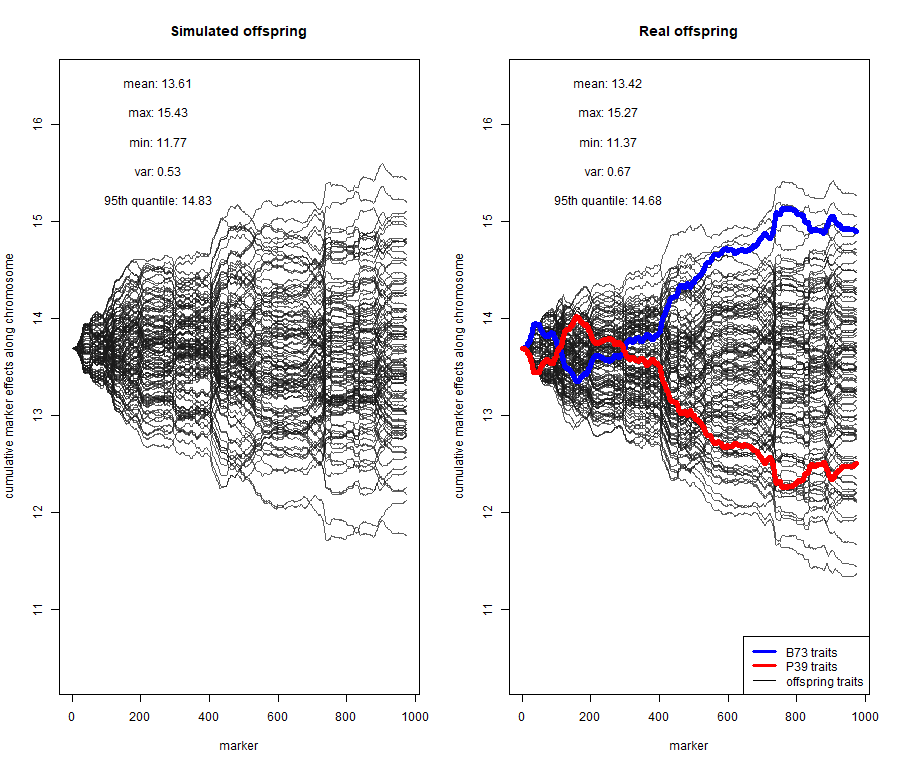 Simulated offspring
mean: 13.61
max: 15.43
min: 11.77
var: 0.53
95th quantile: 14.83
cumulative marker effects along chromosome
16
15
14
13
12
11
0 200 400 600 800 1000
marker
Real offspring
mean: 13.42
max: 15.27
min: 11.37
var: 0.67
95th quantile: 14.68
cumulative marker effects along chromosome
16
15
14
13
12
11
B73 traits
P39 traits
offspring traits
0 200 400 600 800 1000
marker